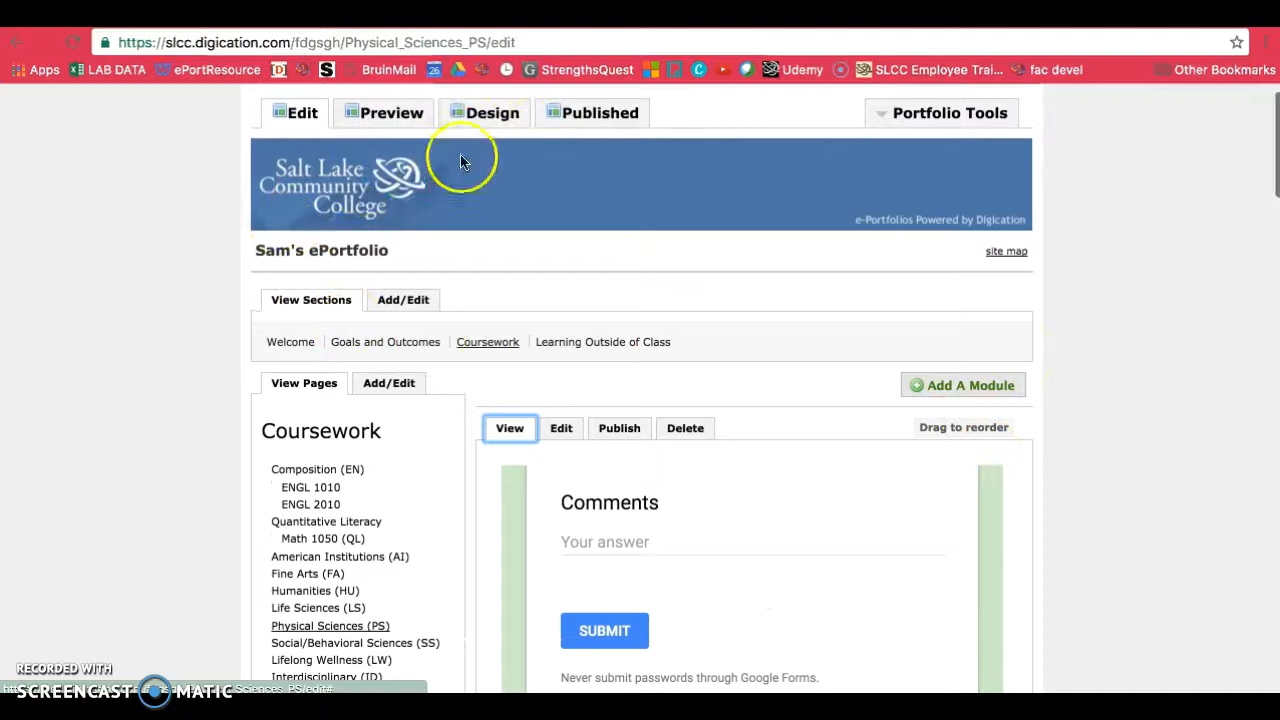 https://slcc.digication.com/fdgsgh/Physical_Sciences_PS/edit
Apps LAB DATA ePortResource BruinMail StrengthsQuest Udemy SLCC Employee Trai... fac devel Other Bookmarks
Edit Preview Design Published Portfolio Tools
Salt Lake
Community
College
e-Portfolios Powered by Digication
Sam's ePortfolio site map
View Sections Add/Edit
Welcome Goals and Outcomes Coursework Learning Outside of Class
View Pages Add/Edit Add A Module
View Edit Publish Delete Drag to reorder
Coursework
Composition (EN)
ENGL 1010
ENGL 2010
Quantitative Literacy
Math 1050 (QL)
American Institutions (AI)
Fine Arts (FA)
Humanities (HU)
Life Sciences (LS)
Physical Sciences (PS)
Social/Behavioral Sciences (SS)
Lifelong Wellness (LW)
Interdisciplinary (ID)
Comments
Your answer
SUBMIT
Never submit passwords through Google Forms.
RECORDED WITH
SCREENCAST MATIC